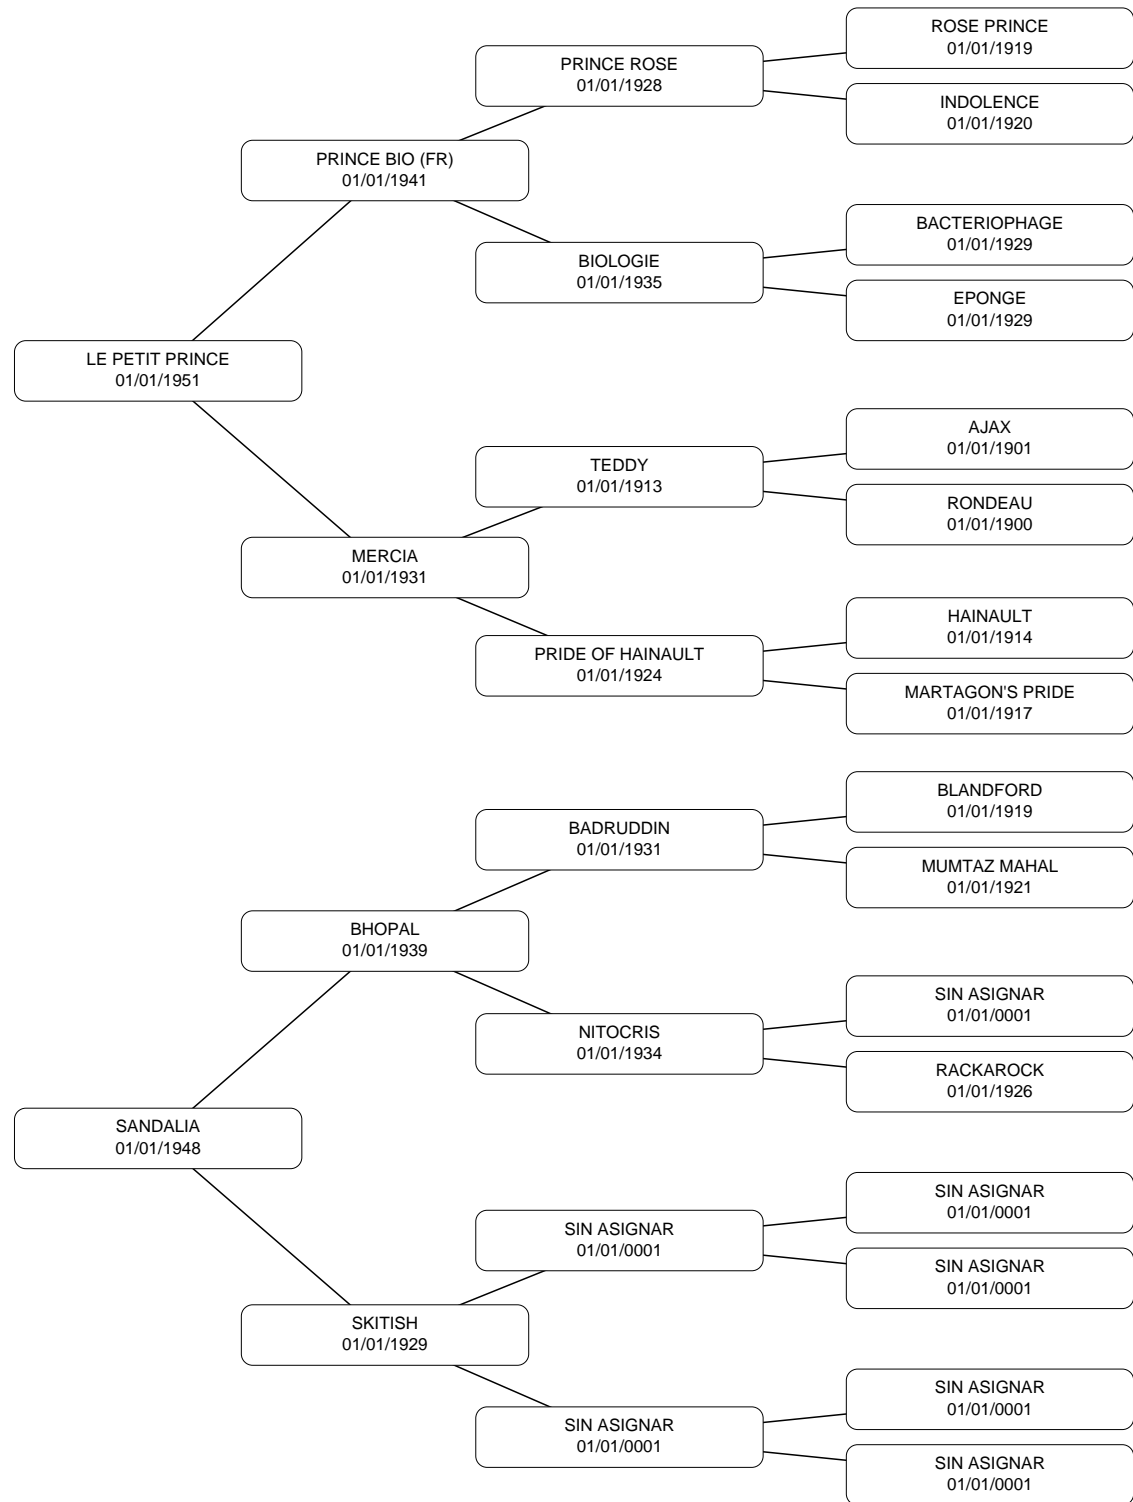 ROSE PRINCE
01/01/1919
PRINCE ROSE
01/01/1928
INDOLENCE
01/01/1920
PRINCE BIO (FR)
01/01/1941
BACTERIOPHAGE
01/01/1929
BIOLOGIE
01/01/1935
EPONGE
01/01/1929
LE PETIT PRINCE
01/01/1951
AJAX
01/01/1901
TEDDY
01/01/1913
RONDEAU
01/01/1900
MERCIA
01/01/1931
HAINAULT
01/01/1914
PRIDE OF HAINAULT
01/01/1924
MARTAGON'S PRIDE
01/01/1917
BLANDFORD
01/01/1919
BADRUDDIN
01/01/1931
MUMTAZ MAHAL
01/01/1921
BHOPAL
01/01/1939
SIN ASIGNAR
01/01/0001
NITOCRIS
01/01/1934
RACKAROCK
01/01/1926
SANDALIA
01/01/1948
SIN ASIGNAR
01/01/0001
SIN ASIGNAR
01/01/0001
SIN ASIGNAR
01/01/0001
SKITISH
01/01/1929
SIN ASIGNAR
01/01/0001
SIN ASIGNAR
01/01/0001
SIN ASIGNAR
01/01/0001